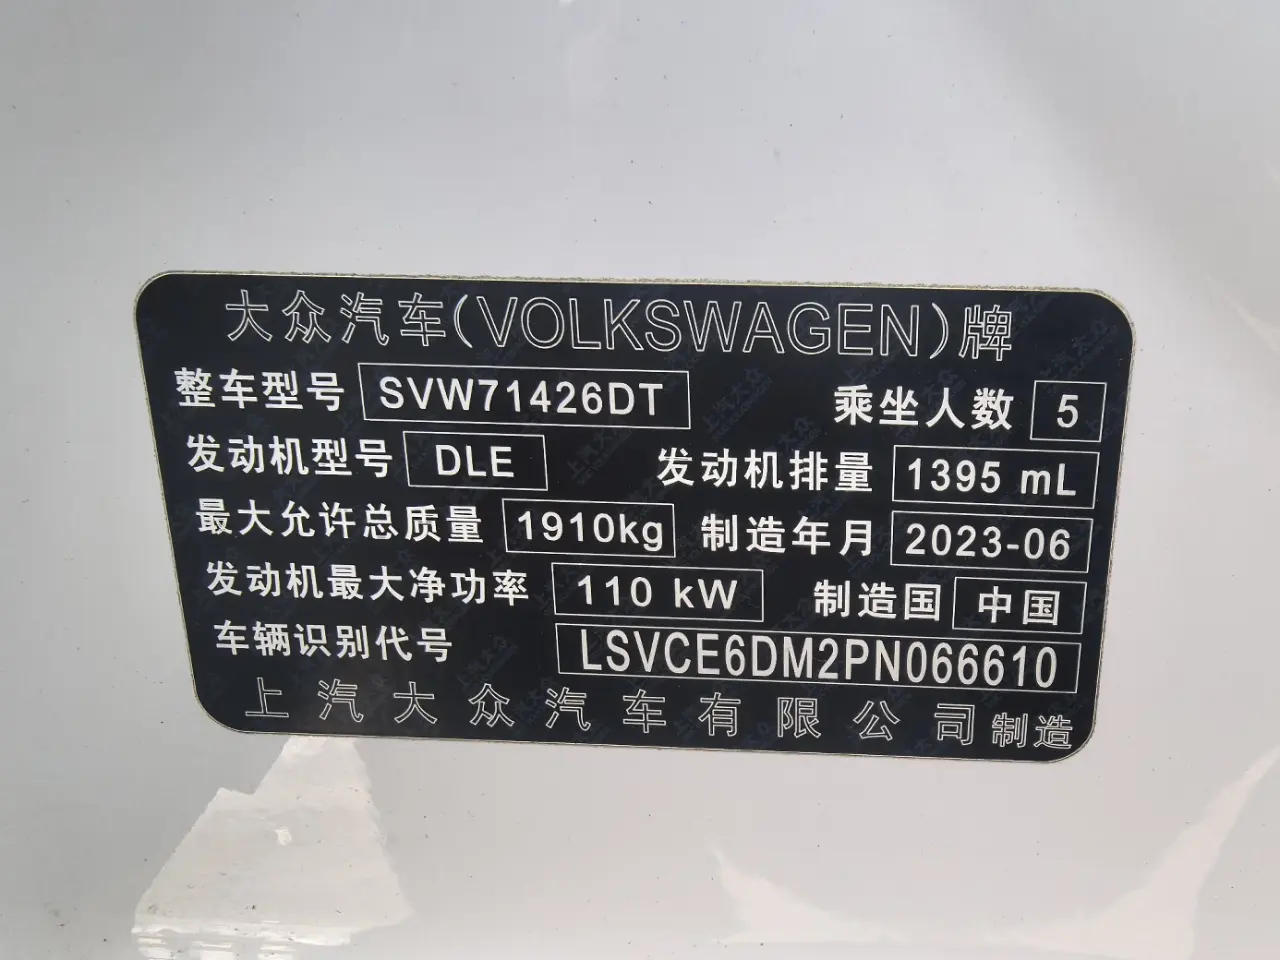 大众汽车(VOLKSWAGEN)牌
整车型号 SVW71426DT 乘坐人数 5
发动机型号 DLE 发动机排量 1395 mL
最大允许总质量 1910kg 制造年月 2023-06
发动机最大净功率 110 kW 制造国 中国
车辆识别代号 LSVCE6DM2PN066610
上汽大众汽车有限公司制造